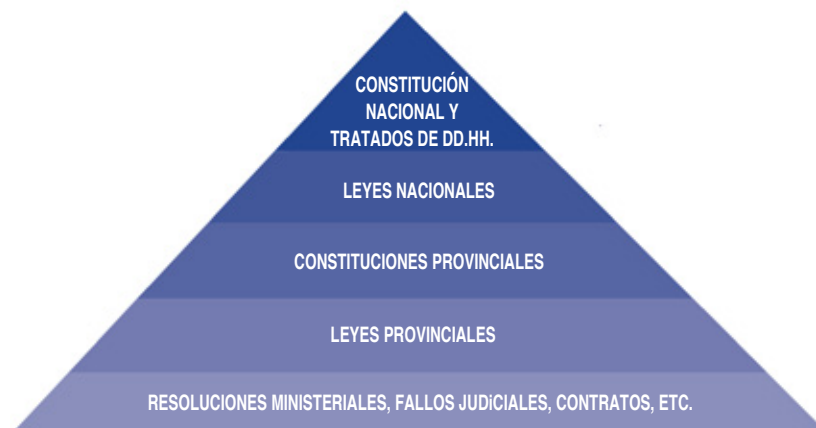 CONSTITUCIÓN
NACIONAL Y
TRATADOS DE DD.HH.
LEYES NACIONALES
CONSTITUCIONES PROVINCIALES
LEYES PROVINCIALES
RESOLUCIONES MINISTERIALES, FALLOS JUDiCIALES, CONTRATOS, ETC.